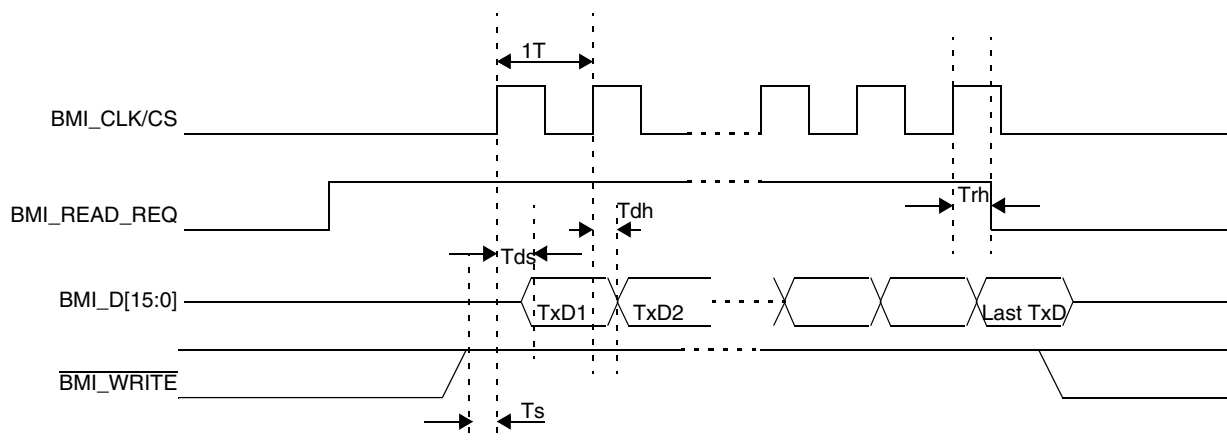 1T
BMI_CLK/CS
BMI_READ_REQ
Trh
Tdh
Tds
BMI_D[15:0]
TxD1
TxD2
Last TxD
BMI_WRITE
Ts